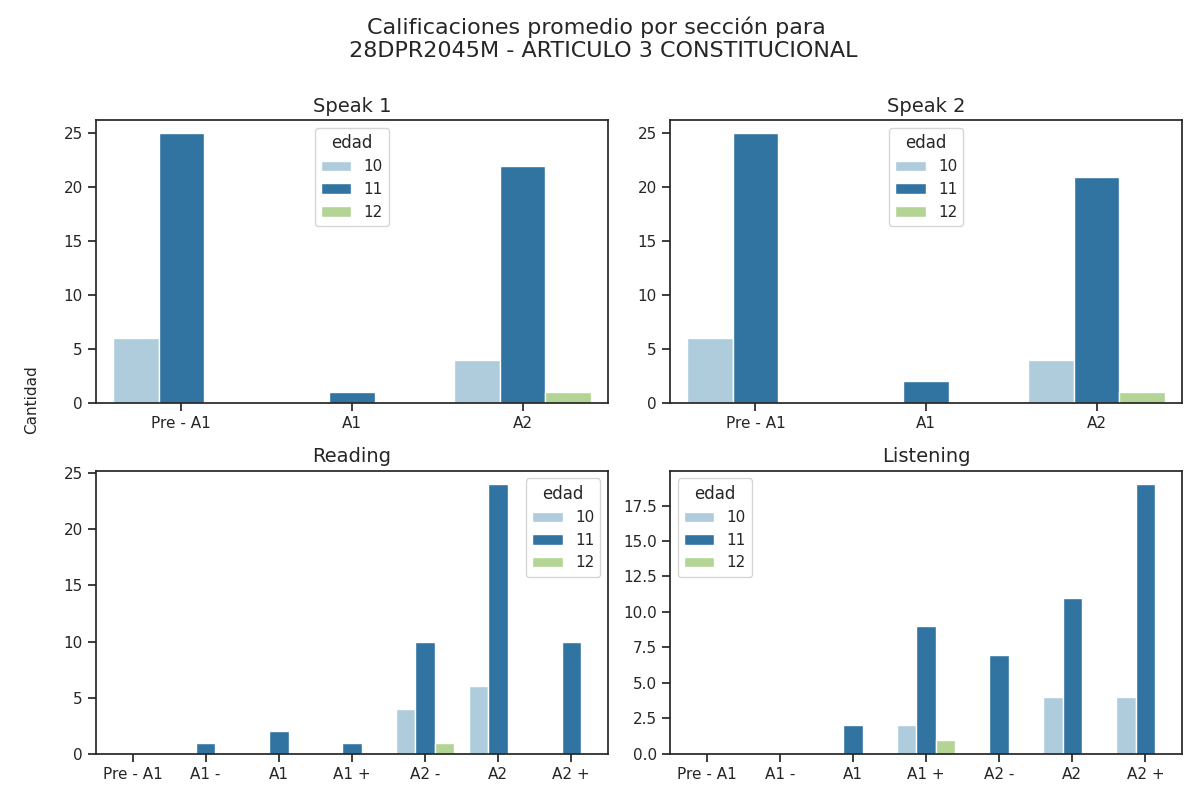 Calificaciones promedio por sección para
28DPR2045M - ARTICULO 3 CONSTITUCIONAL
Cantidad
Speak 1
25
20
15
10
5
0
edad
10
11
12
Pre - A1 A1 A2
Speak 2
25
20
15
10
5
0
edad
10
11
12
Pre - A1 A1 A2
Reading
25
20
15
10
5
0
edad
10
11
12
Pre - A1 A1 - A1 A1 + A2 - A2 A2 +
Listening
17.5
15.0
12.5
10.0
7.5
5.0
2.5
0.0
edad
10
11
12
Pre - A1 A1 - A1 A1 + A2 - A2 A2 +